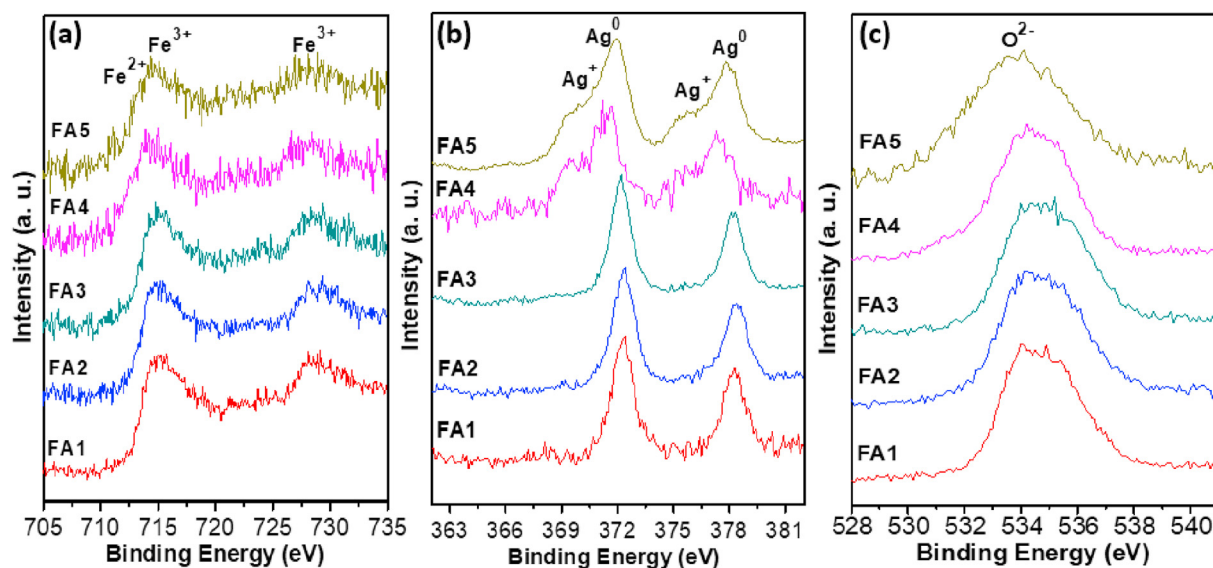 (a)
Fe³⁺
Fe³⁺
Fe²⁺
FA5
FA4
FA3
FA2
FA1
Intensity (a. u.)
705 710 715 720 725 730 735
Binding Energy (eV)
(b)
Ag⁰
Ag⁰
Ag⁺
Ag⁺
FA5
FA4
FA3
FA2
FA1
Intensity (a. u.)
363 366 369 372 375 378 381
Binding Energy (eV)
(c)
O²⁻
FA5
FA4
FA3
FA2
FA1
Intensity (a. u.)
528 530 532 534 536 538 540
Binding Energy (eV)